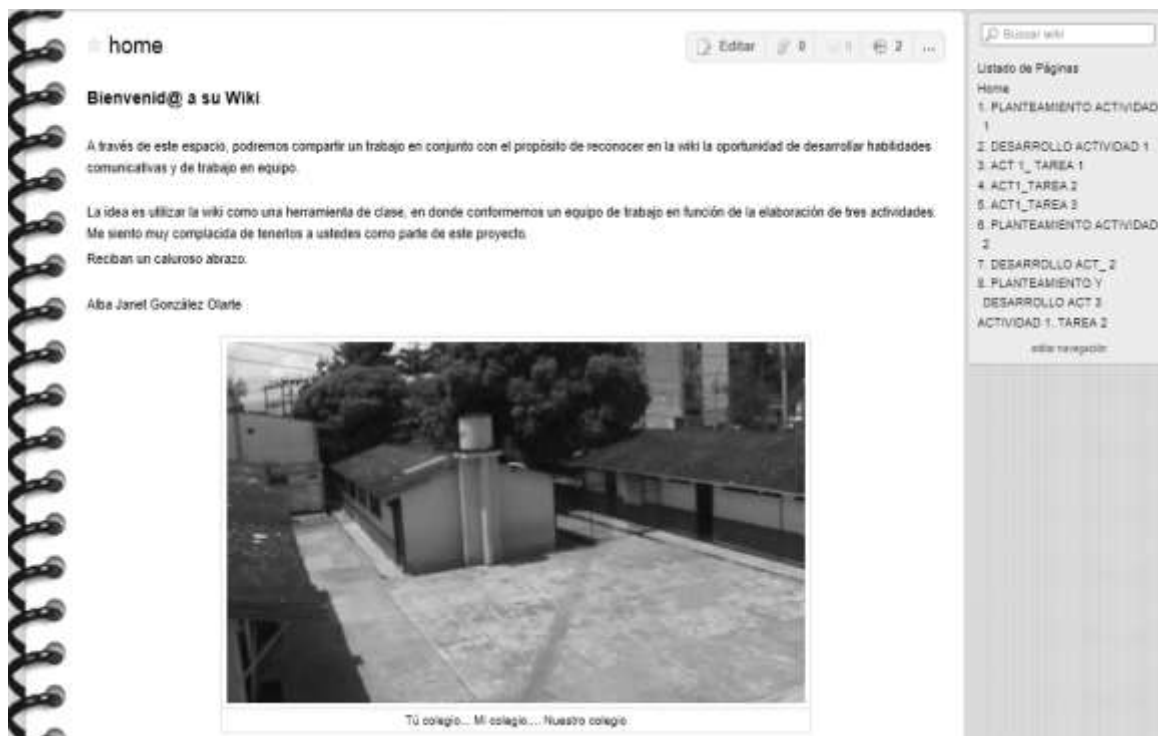 home
Editar 0 0 2 ...
Bienvenid@ a su Wiki
A través de este espacio, podremos compartir un trabajo en conjunto con el propósito de reconocer en la wiki la oportunidad de desarrollar habilidades
comunicativas y de trabajo en equipo.
La idea es utilizar la wiki como una herramienta de clase, en donde conformemos un equipo de trabajo en función de la elaboración de tres actividades.
Me siento muy complacida de tenerlos a ustedes como parte de este proyecto.
Reciban un caluroso abrazo.
Alba Janet González Olarte
Tú colegio... Mi colegio.... Nuestro colegio
Buscar wiki
Listado de Páginas
Home
1. PLANTEAMIENTO ACTIVIDAD
1
2. DESARROLLO ACTIVIDAD 1
3. ACT 1_ TAREA 1
4. ACT1_TAREA 2
5. ACT1_TAREA 3
6. PLANTEAMIENTO ACTIVIDAD
2
7. DESARROLLO ACT_ 2
8. PLANTEAMIENTO Y
DESARROLLO ACT 3
ACTIVIDAD 1. TAREA 2
editar navegación